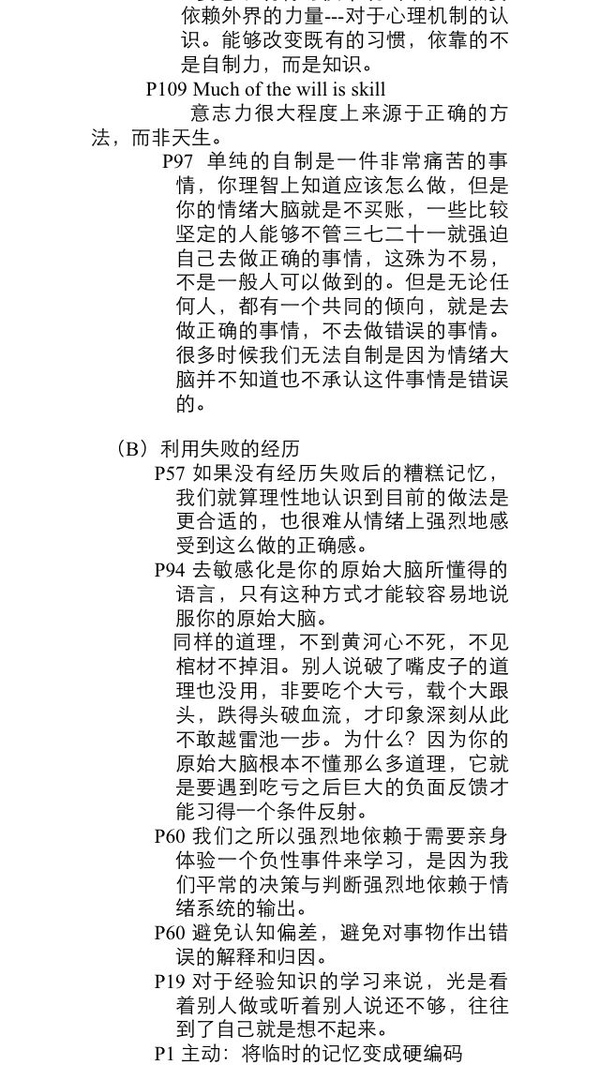 依赖外界的力量---对于心理机制的认
识。能够改变既有的习惯，依靠的不
是自制力，而是知识。
P109 Much of the will is skill
意志力很大程度上来源于正确的方
法，而非天生。
P97 单纯的自制是一件非常痛苦的事
情，你理智上知道应该怎么做，但是
你的情绪大脑就是不买账，一些比较
坚定的人能够不管三七二十一就强迫
自己去做正确的事情，这殊为不易，
不是一般人可以做到的。但是无论任
何人，都有一个共同的倾向，就是去
做正确的事情，不去做错误的事情。
很多时候我们无法自制是因为情绪大
脑并不知道也不承认这件事情是错误
的。
（B）利用失败的经历
P57 如果没有经历失败后的糟糕记忆，
我们就算理性地认识到目前的做法是
更合适的，也很难从情绪上强烈地感
受到这么做的正确感。
P94 去敏感化是你的原始大脑所懂得的
语言，只有这种方式才能较容易地说
服你的原始大脑。
同样的道理，不到黄河心不死，不见
棺材不掉泪。别人说破了嘴皮子的道
理也没用，非要吃个大亏，载个大跟
头，跌得头破血流，才印象深刻从此
不敢越雷池一步。为什么？因为你的
原始大脑根本不懂那么多道理，它就
是要遇到吃亏之后巨大的负面反馈才
能习得一个条件反射。
P60 我们之所以强烈地依赖于需要亲身
体验一个负性事件来学习，是因为我
们平常的决策与判断强烈地依赖于情
绪系统的输出。
P60 避免认知偏差，避免对事物作出错
误的解释和归因。
P19 对于经验知识的学习来说，光是看
着别人做或听着别人说还不够，往往
到了自己就是想不起来。
P1 主动：将临时的记忆变成硬编码